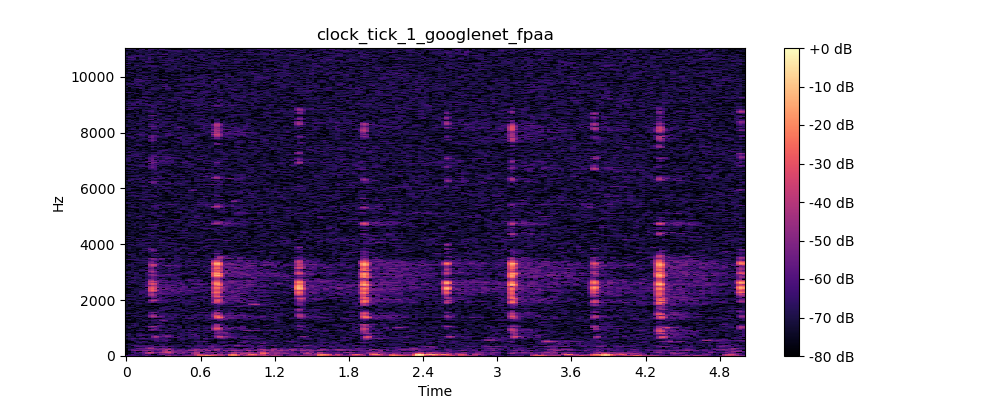 clock_tick_1_googlenet_fpaa
10000
8000
6000
4000
2000
0
Hz
0 0.6 1.2 1.8 2.4 3 3.6 4.2 4.8
Time
+0 dB
-10 dB
-20 dB
-30 dB
-40 dB
-50 dB
-60 dB
-70 dB
-80 dB